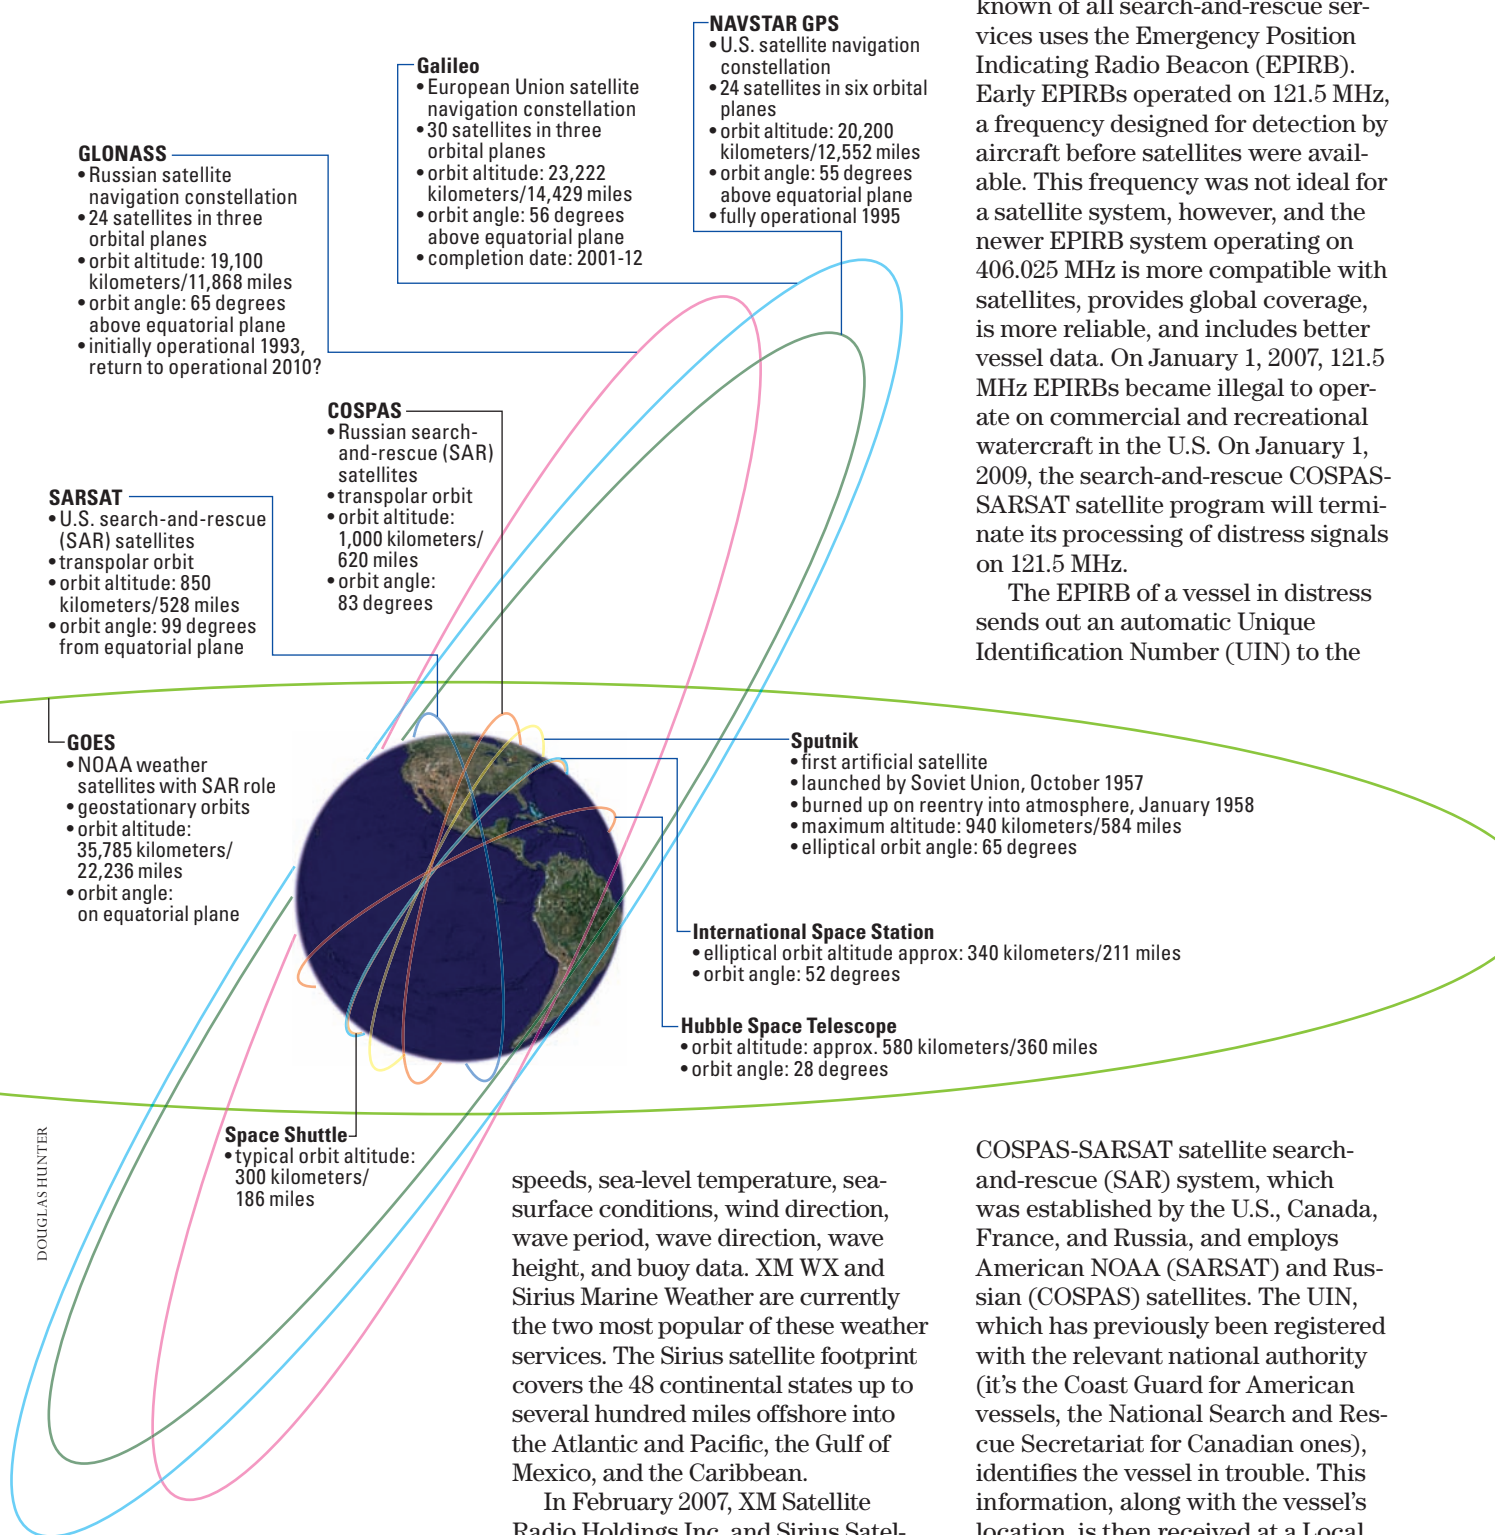 NAVSTAR GPS
• U.S. satellite navigation
constellation
• 24 satellites in six orbital
planes
• orbit altitude: 20,200
kilometers/12,552 miles
• orbit angle: 55 degrees
above equatorial plane
• fully operational 1995
Galileo
• European Union satellite
navigation constellation
• 30 satellites in three
orbital planes
• orbit altitude: 23,222
kilometers/14,429 miles
• orbit angle: 56 degrees
above equatorial plane
• completion date: 2001-12
GLONASS
• Russian satellite
navigation constellation
• 24 satellites in three
orbital planes
• orbit altitude: 19,100
kilometers/11,868 miles
• orbit angle: 65 degrees
above equatorial plane
• initially operational 1993,
return to operational 2010?
COSPAS
• Russian search-
and-rescue (SAR)
satellites
• transpolar orbit
• orbit altitude:
1,000 kilometers/
620 miles
• orbit angle:
83 degrees
SARSAT
• U.S. search-and-rescue
(SAR) satellites
• transpolar orbit
• orbit altitude: 850
kilometers/528 miles
• orbit angle: 99 degrees
from equatorial plane
GOES
• NOAA weather
satellites with SAR role
• geostationary orbits
• orbit altitude:
35,785 kilometers/
22,236 miles
• orbit angle:
on equatorial plane
Sputnik
• first artificial satellite
• launched by Soviet Union, October 1957
• burned up on reentry into atmosphere, January 1958
• maximum altitude: 940 kilometers/584 miles
• elliptical orbit angle: 65 degrees
International Space Station
• elliptical orbit altitude approx: 340 kilometers/211 miles
• orbit angle: 52 degrees
Hubble Space Telescope
• orbit altitude: approx. 580 kilometers/360 miles
• orbit angle: 28 degrees
Space Shuttle
• typical orbit altitude:
300 kilometers/
186 miles
DOUGLAS HUNTER
speeds, sea-level temperature, sea-
surface conditions, wind direction,
wave period, wave direction, wave
height, and buoy data. XM WX and
Sirius Marine Weather are currently
the two most popular of these weather
services. The Sirius satellite footprint
covers the 48 continental states up to
several hundred miles offshore into
the Atlantic and Pacific, the Gulf of
Mexico, and the Caribbean.
In February 2007, XM Satellite
Radio Holdings Inc. and Sirius Satel-
known of all search-and-rescue ser-
vices uses the Emergency Position
Indicating Radio Beacon (EPIRB).
Early EPIRBs operated on 121.5 MHz,
a frequency designed for detection by
aircraft before satellites were avail-
able. This frequency was not ideal for
a satellite system, however, and the
newer EPIRB system operating on
406.025 MHz is more compatible with
satellites, provides global coverage,
is more reliable, and includes better
vessel data. On January 1, 2007, 121.5
MHz EPIRBs became illegal to oper-
ate on commercial and recreational
watercraft in the U.S. On January 1,
2009, the search-and-rescue COSPAS-
SARSAT satellite program will termi-
nate its processing of distress signals
on 121.5 MHz.
The EPIRB of a vessel in distress
sends out an automatic Unique
Identification Number (UIN) to the
COSPAS-SARSAT satellite search-
and-rescue (SAR) system, which
was established by the U.S., Canada,
France, and Russia, and employs
American NOAA (SARSAT) and Rus-
sian (COSPAS) satellites. The UIN,
which has previously been registered
with the relevant national authority
(it's the Coast Guard for American
vessels, the National Search and Res-
cue Secretariat for Canadian ones),
identifies the vessel in trouble. This
information, along with the vessel's
location, is then received at a Local